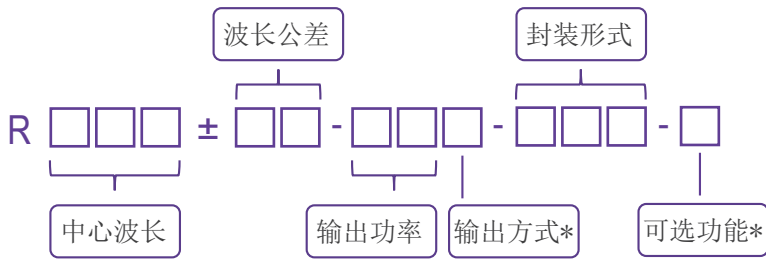 波长公差 封装形式
R □□□ ± □□ - □□□ - □□□ - □
中心波长 输出功率 输出方式* 可选功能*